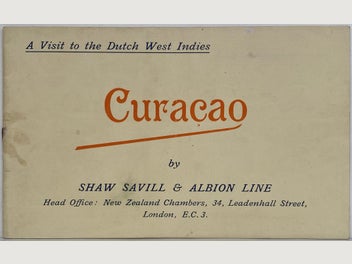 A Visit to the Dutch West Indies
Curacao
by
SHAW SAVILL & ALBION LINE
Head Office: New Zealand Chambers, 34, Leadenhall Street,
London, E.C.3.